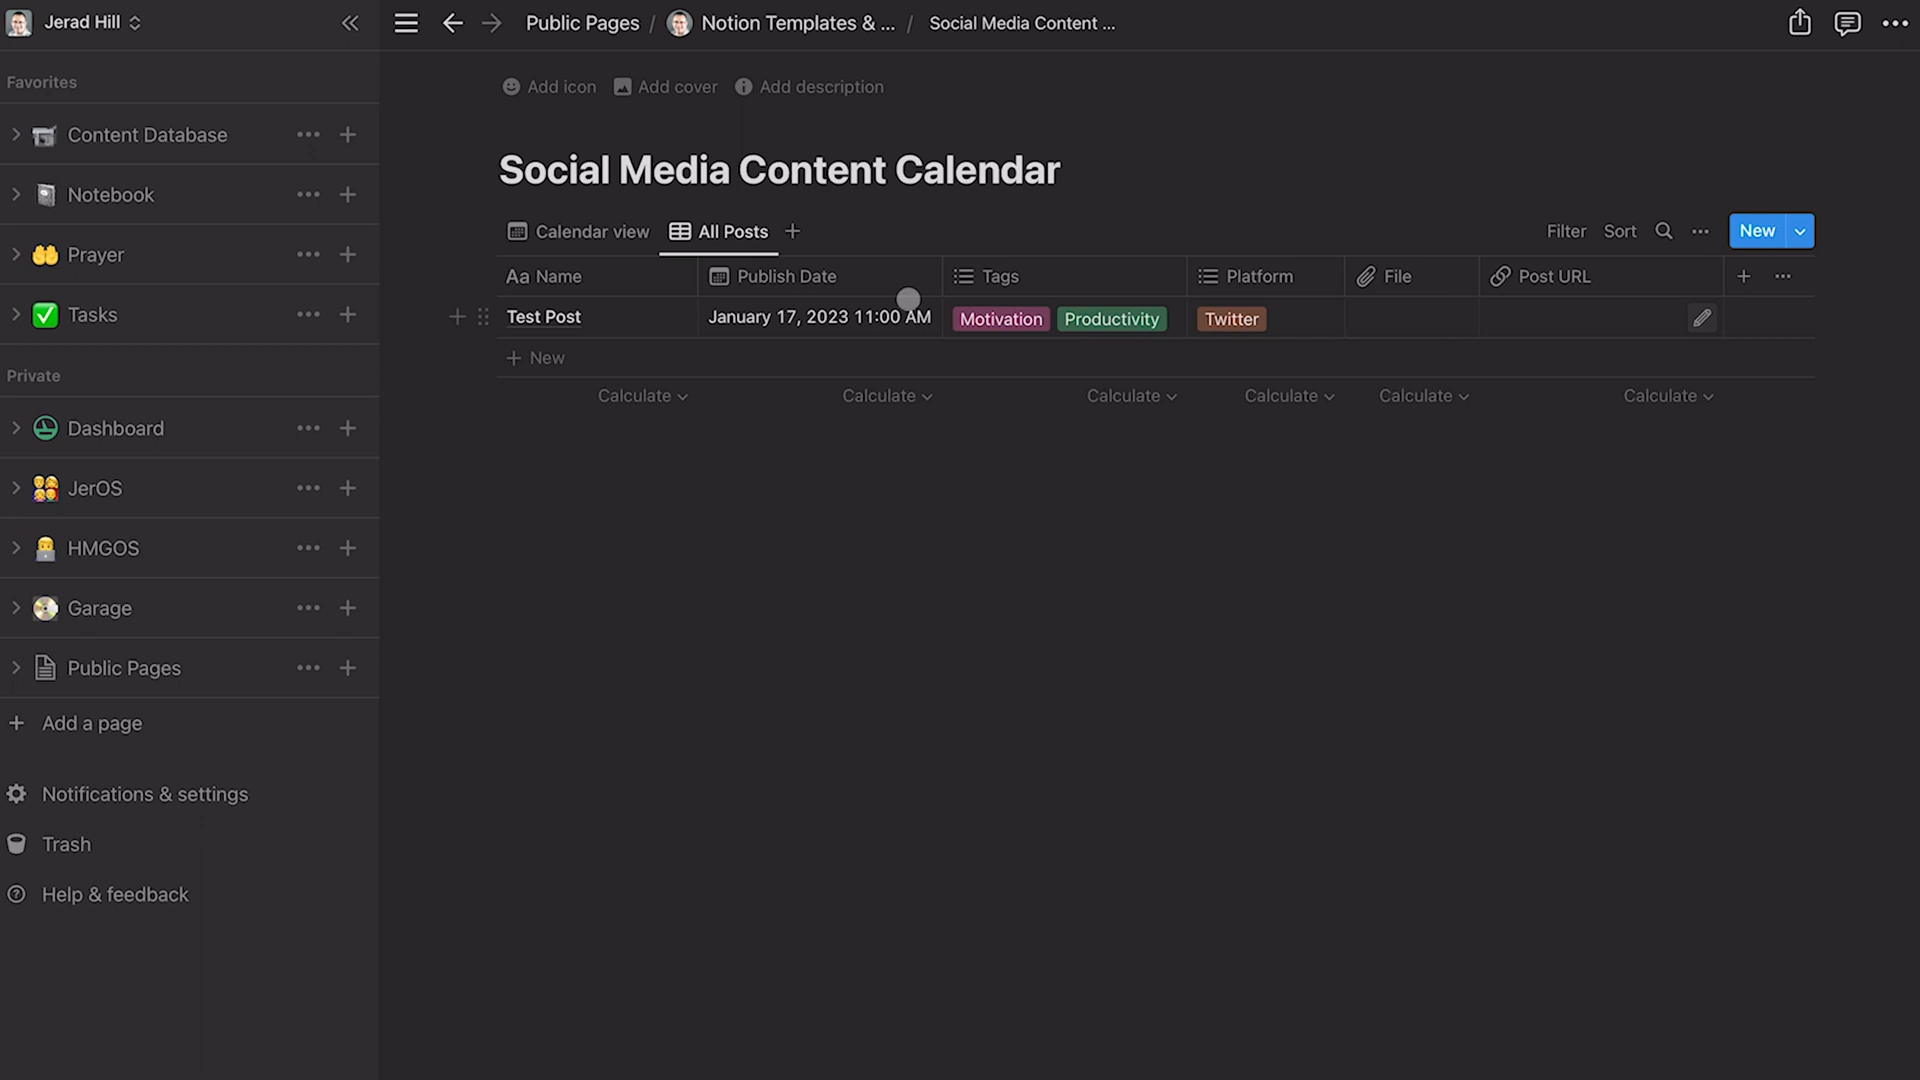 Jerad Hill
Public Pages / Notion Templates & ... / Social Media Content ...
Favorites
Content Database
Notebook
Prayer
Tasks
Private
Dashboard
JerOS
HMGOS
Garage
Public Pages
Add a page
Notifications & settings
Trash
Help & feedback
Add icon Add cover Add description
Social Media Content Calendar
Calendar view All Posts Filter Sort New
Aa Name Publish Date Tags Platform File Post URL
Test Post January 17, 2023 11:00 AM Motivation Productivity Twitter
New
Calculate Calculate Calculate Calculate Calculate Calculate